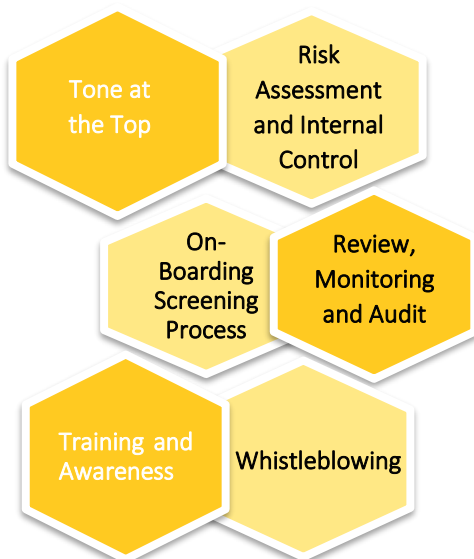 Tone at
the Top
Risk
Assessment
and Internal
Control
On-
Boarding
Screening
Process
Review,
Monitoring
and Audit
Training and
Awareness
Whistleblowing